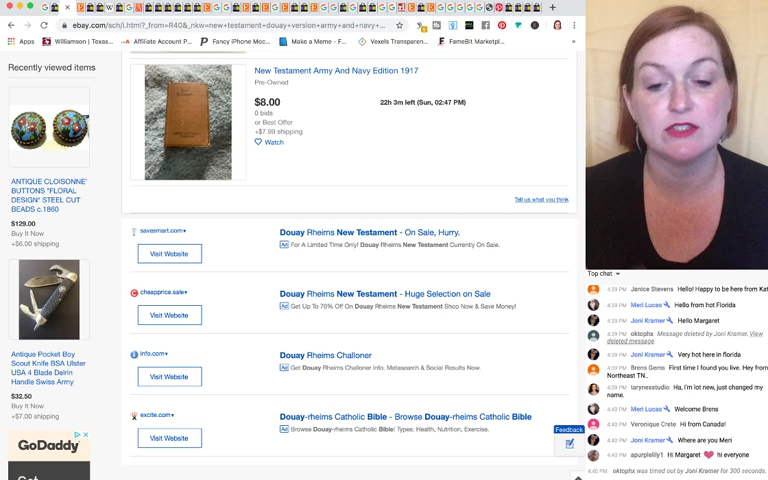 ebay.com/sch/i.html?_from=R40&_nkw=new+testament+douay+version+army+and+navy+...
Apps Williamson | Texas... Affiliate Account P... Fancy iPhone Moc... Make a Meme - F... Vexels Transparen... FameBit Marketpl...
Recently viewed items
ANTIQUE CLOISONNE'
BUTTONS "FLORAL
DESIGN" STEEL CUT
BEADS c.1860
$129.00
Buy It Now
+$6.00 shipping
Antique Pocket Boy
Scout Knife BSA Ulster
USA 4 Blade Delrin
Handle Swiss Army
$32.50
Buy It Now
+$7.00 shipping
GoDaddy
Get
New Testament Army And Navy Edition 1917
Pre-Owned
$8.00
22h 3m left (Sun, 02:47 PM)
0 bids
or Best Offer
+$7.99 shipping
Watch
Tell us what you think
savesmart.com
Visit Website
Douay Rheims New Testament - On Sale, Hurry.
Ad For A Limited Time Only! Douay Rheims New Testament Currently On Sale.
cheapprice.sale
Visit Website
Douay Rheims New Testament - Huge Selection on Sale
Ad Get Up To 70% Off On Douay Rheims New Testament Shop Now & Save Money!
info.com
Visit Website
Douay Rheims Challoner
Ad Get Douay Rheims Challoner Info. Metasearch & Social Results Now.
excite.com
Visit Website
Douay-rheims Catholic Bible - Browse Douay-rheims Catholic Bible
Ad Browse Douay-rheims Catholic Bible! Types: Health, Nutrition, Exercise.
Feedback
Top chat
4:39 PM Janice Stevens Hello! Happy to be here from Kat
4:39 PM Meri Lucas Hello from hot Florida
4:39 PM Joni Kramer Hello Margaret
4:39 PM oktophx Message deleted by Joni Kramer. View
deleted message
4:39 PM Joni Kramer Very hot here in florida
4:39 PM Brens Gems First time I found you live. Hey from
Northeast TN..
4:39 PM tarynesstudio Ha, I'm lot new, just changed my
name.
4:40 PM Meri Lucas Welcome Brens
4:40 PM Veronique Crete Hi from Canada!
4:40 PM Joni Kramer Where are you Meri
4:40 PM apurplelily1 Hi Margaret hi everyone
4:40 PM oktophx was timed out by Joni Kramer for 300 seconds.